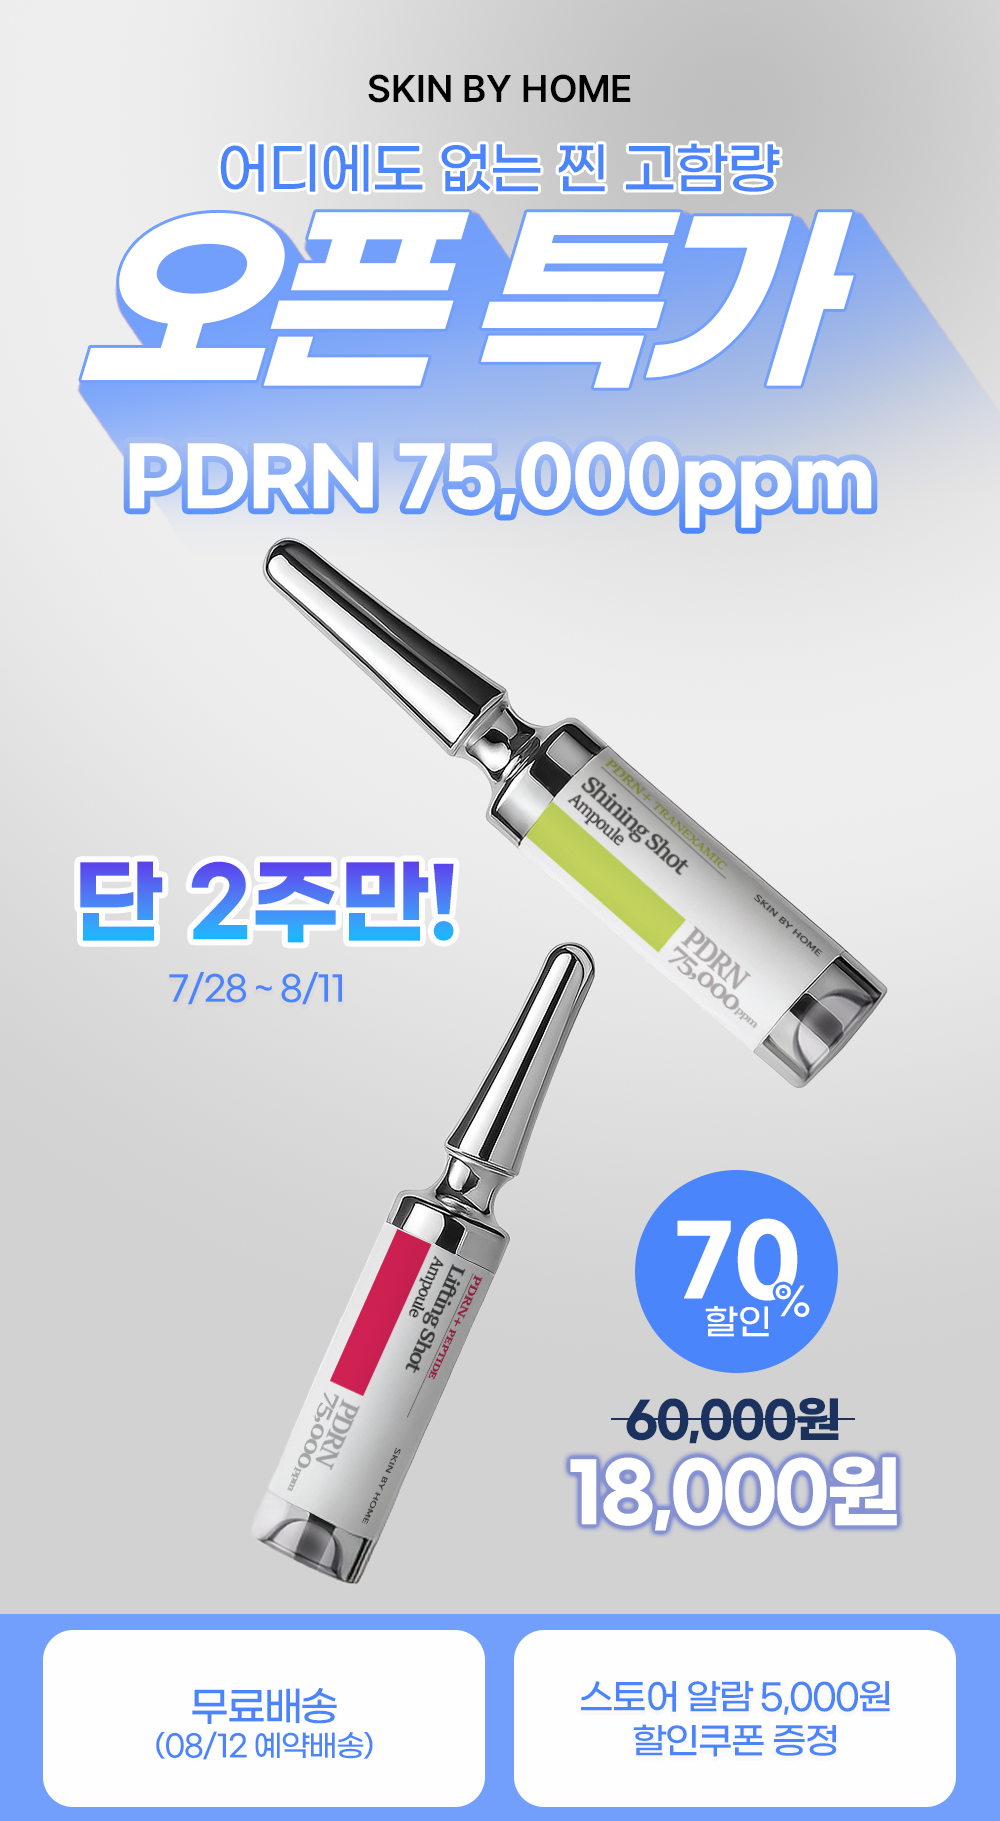 SKIN BY HOME
어디에도 없는 찐 고함량
오픈 특가
PDRN 75,000ppm
PDRN+ TRANEXAMIC
Shining Shot
Ampoule
SKIN BY HOME
PDRN
75,000ppm
단 2주만!
7/28 ~ 8/11
PDRN+ PEPTIDE
Lifting Shot
Ampoule
PDRN
75,000ppm
SKIN BY HOME
70%
할인
60,000원
18,000원
무료배송
(08/12 예약배송)
스토어 알람 5,000원
할인쿠폰 증정